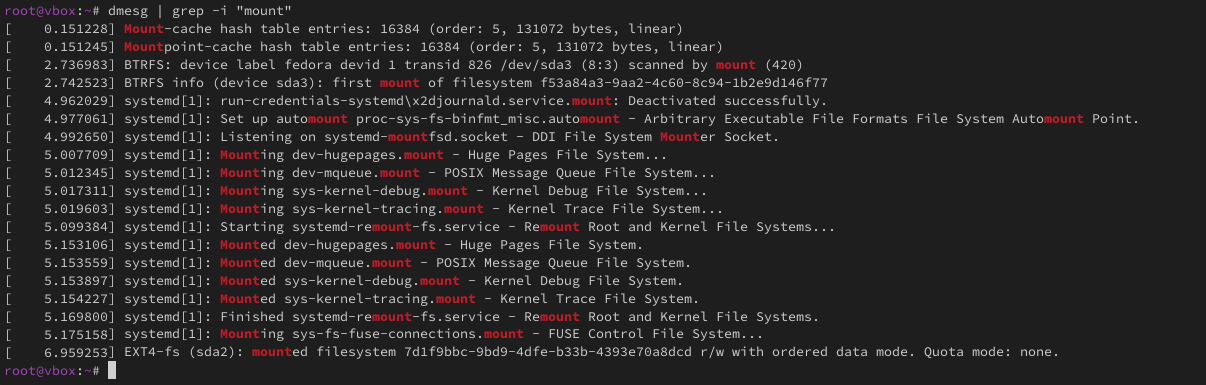 root@vbox:~# dmesg | grep -i "mount"
[    0.151228] Mount-cache hash table entries: 16384 (order: 5, 131072 bytes, linear)
[    0.151245] Mountpoint-cache hash table entries: 16384 (order: 5, 131072 bytes, linear)
[    2.736983] BTRFS: device label fedora devid 1 transid 826 /dev/sda3 (8:3) scanned by mount (420)
[    2.742523] BTRFS info (device sda3): first mount of filesystem f53a84a3-9aa2-4c60-8c94-1b2e9d146f77
[    4.962029] systemd[1]: run-credentials-systemd\x2djournald.service.mount: Deactivated successfully.
[    4.977061] systemd[1]: Set up automount proc-sys-fs-binfmt_misc.automount - Arbitrary Executable File Formats File System Automount Point.
[    4.992650] systemd[1]: Listening on systemd-mountfsd.socket - DDI File System Mounter Socket.
[    5.007709] systemd[1]: Mounting dev-hugepages.mount - Huge Pages File System...
[    5.012345] systemd[1]: Mounting dev-mqueue.mount - POSIX Message Queue File System...
[    5.017311] systemd[1]: Mounting sys-kernel-debug.mount - Kernel Debug File System...
[    5.019603] systemd[1]: Mounting sys-kernel-tracing.mount - Kernel Trace File System...
[    5.099384] systemd[1]: Starting systemd-remount-fs.service - Remount Root and Kernel File Systems...
[    5.153106] systemd[1]: Mounted dev-hugepages.mount - Huge Pages File System.
[    5.153559] systemd[1]: Mounted dev-mqueue.mount - POSIX Message Queue File System.
[    5.153897] systemd[1]: Mounted sys-kernel-debug.mount - Kernel Debug File System.
[    5.154227] systemd[1]: Mounted sys-kernel-tracing.mount - Kernel Trace File System.
[    5.169800] systemd[1]: Finished systemd-remount-fs.service - Remount Root and Kernel File Systems.
[    5.175158] systemd[1]: Mounting sys-fs-fuse-connections.mount - FUSE Control File System...
[    6.959253] EXT4-fs (sda2): mounted filesystem 7d1f9bbc-9bd9-4dfe-b33b-4393e70a8dcd r/w with ordered data mode. Quota mode: none.
root@vbox:~#